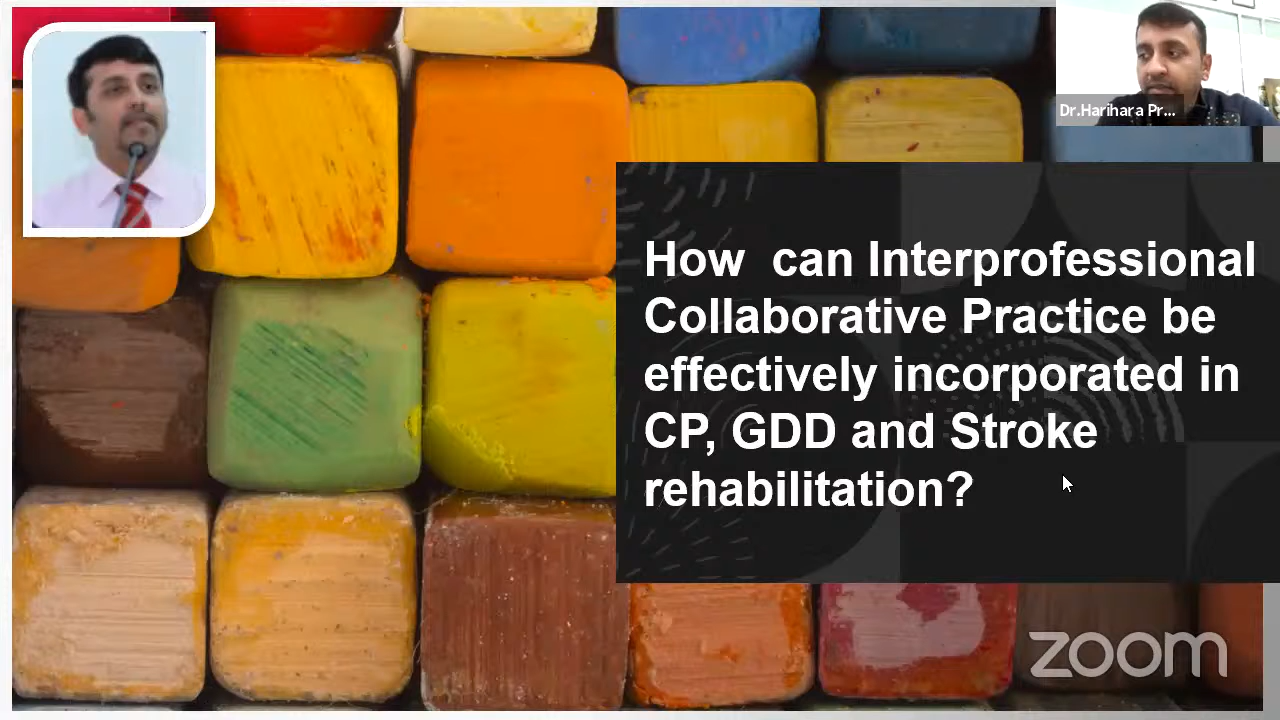 Dr.Harihara Pr...
How can Interprofessional
Collaborative Practice be
effectively incorporated in
CP, GDD and Stroke
rehabilitation?
zoom